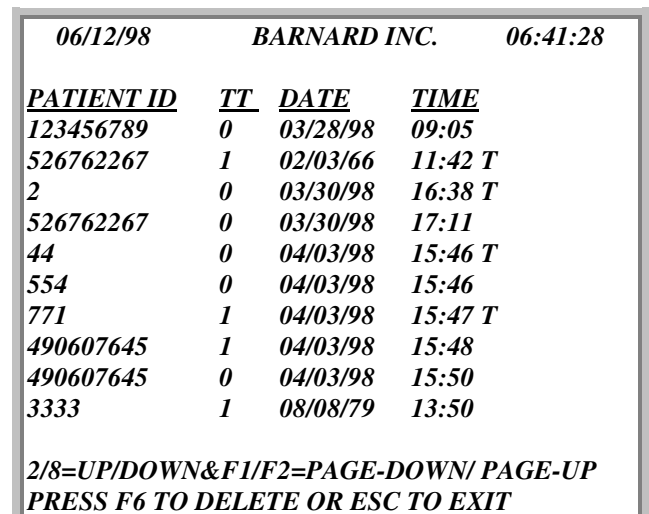 06/12/98 BARNARD INC. 06:41:28
PATIENT ID TT DATE TIME
123456789 0 03/28/98 09:05
526762267 1 02/03/66 11:42 T
2 0 03/30/98 16:38 T
526762267 0 03/30/98 17:11
44 0 04/03/98 15:46 T
554 0 04/03/98 15:46
771 1 04/03/98 15:47 T
490607645 1 04/03/98 15:48
490607645 0 04/03/98 15:50
3333 1 08/08/79 13:50
2/8=UP/DOWN&F1/F2=PAGE-DOWN/ PAGE-UP
PRESS F6 TO DELETE OR ESC TO EXIT